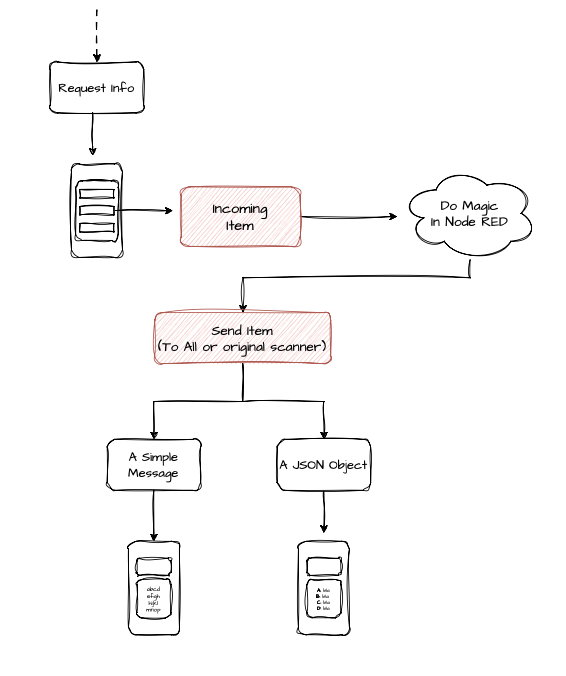 Request Info
Incoming
Item
Do Magic
In Node RED
Send Item
(To All or original scanner)
A Simple
Message
A JSON Object
abcd
efgh
mnop
A: bla
B: bla
C: bla
D: bla